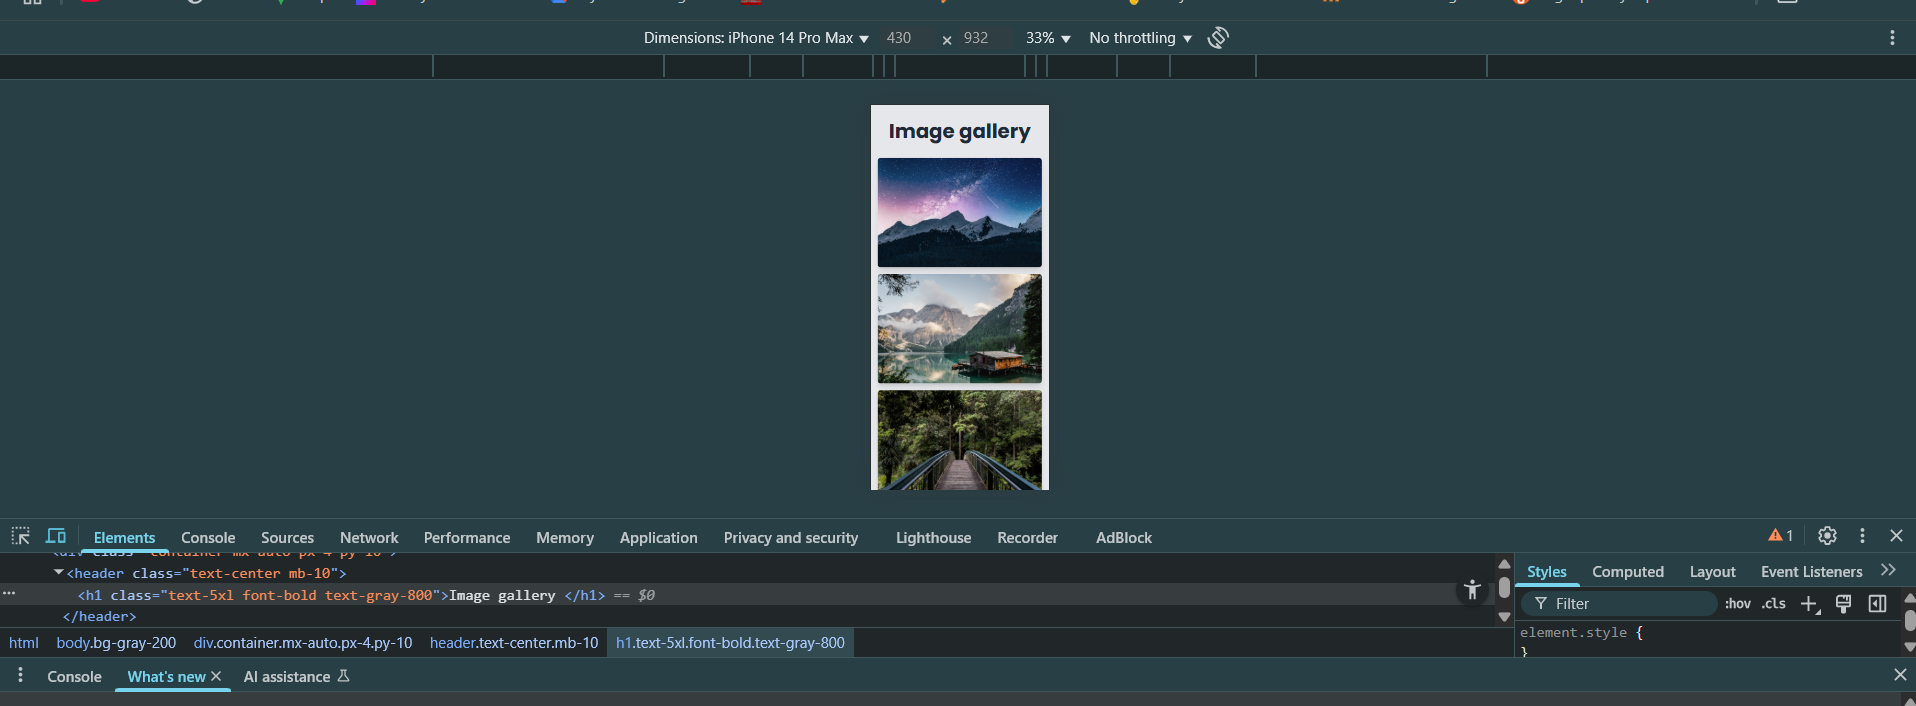 Dimensions: iPhone 14 Pro Max 430 × 932 33% No throttling
Image gallery
Elements Console Sources Network Performance Memory Application Privacy and security Lighthouse Recorder AdBlock 1
<header class="text-center mb-10">
<h1 class="text-5xl font-bold text-gray-800">Image gallery </h1> == $0
</header>
html body.bg-gray-200 div.container.mx-auto.px-4.py-10 header.text-center.mb-10 h1.text-5xl.font-bold.text-gray-800
Styles Computed Layout Event Listeners
Filter :hov .cls
element.style {
}
Console What's new AI assistance